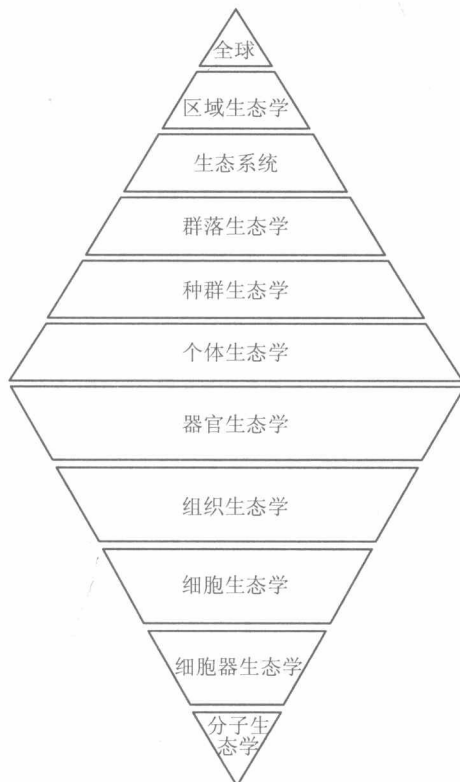 全球
区域生态学
生态系统
群落生态学
种群生态学
个体生态学
器官生态学
组织生态学
细胞生态学
细胞器生态学
分子生
态学